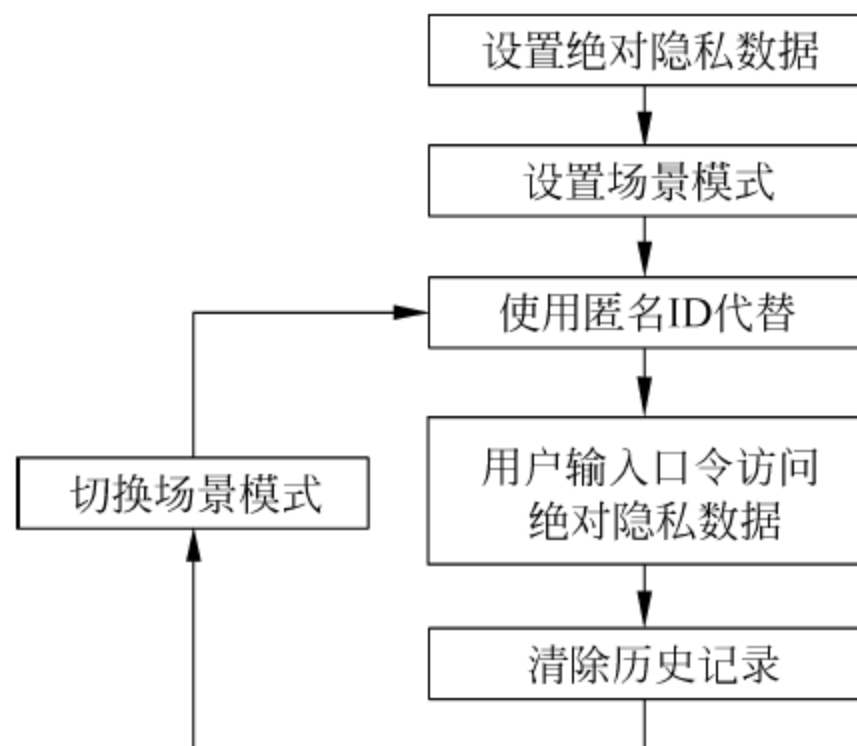 设置绝对隐私数据
设置场景模式
使用匿名ID代替
用户输入口令访问
绝对隐私数据
切换场景模式
清除历史记录